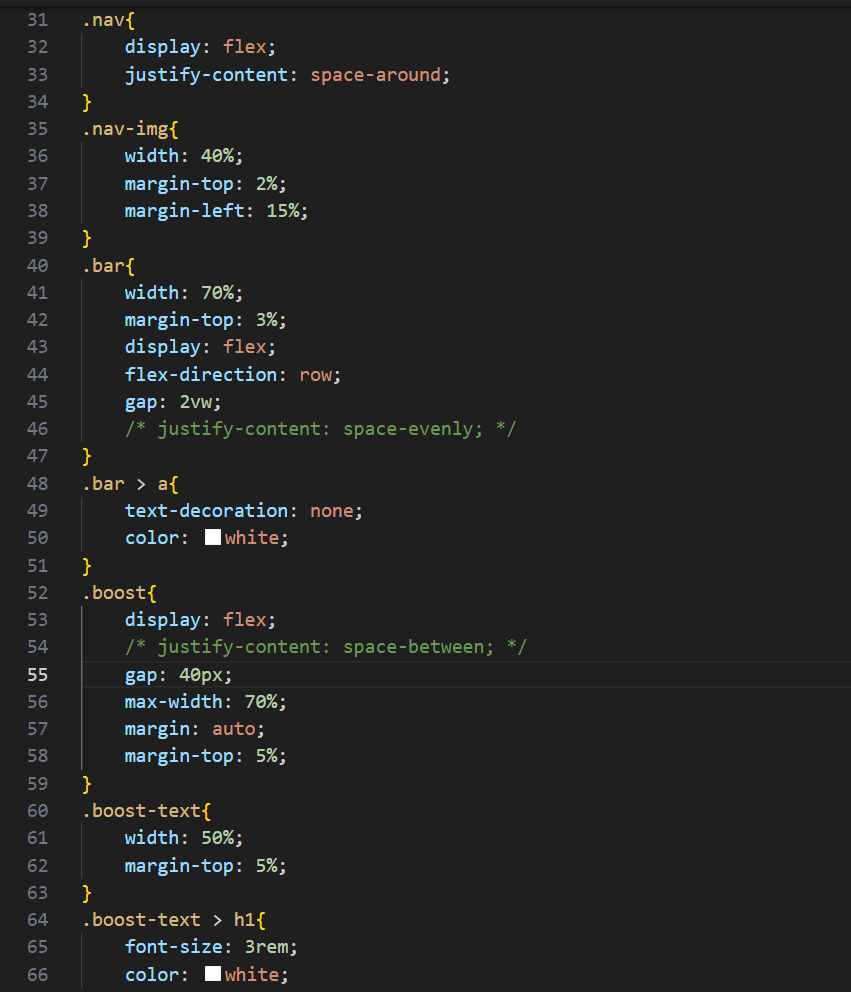 31 .nav{
32 display: flex;
33 justify-content: space-around;
34 }
35 .nav-img{
36 width: 40%;
37 margin-top: 2%;
38 margin-left: 15%;
39 }
40 .bar{
41 width: 70%;
42 margin-top: 3%;
43 display: flex;
44 flex-direction: row;
45 gap: 2vw;
46 /* justify-content: space-evenly; */
47 }
48 .bar > a{
49 text-decoration: none;
50 color: white;
51 }
52 .boost{
53 display: flex;
54 /* justify-content: space-between; */
55 gap: 40px;
56 max-width: 70%;
57 margin: auto;
58 margin-top: 5%;
59 }
60 .boost-text{
61 width: 50%;
62 margin-top: 5%;
63 }
64 .boost-text > h1{
65 font-size: 3rem;
66 color: white;